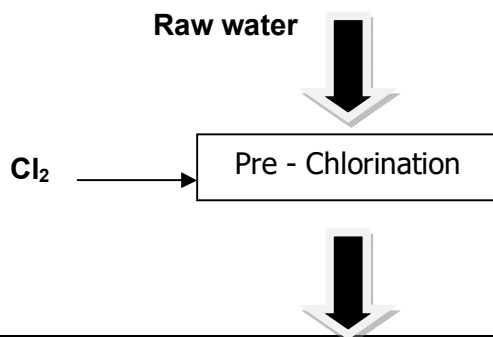 Raw water
Cl₂
Pre - Chlorination